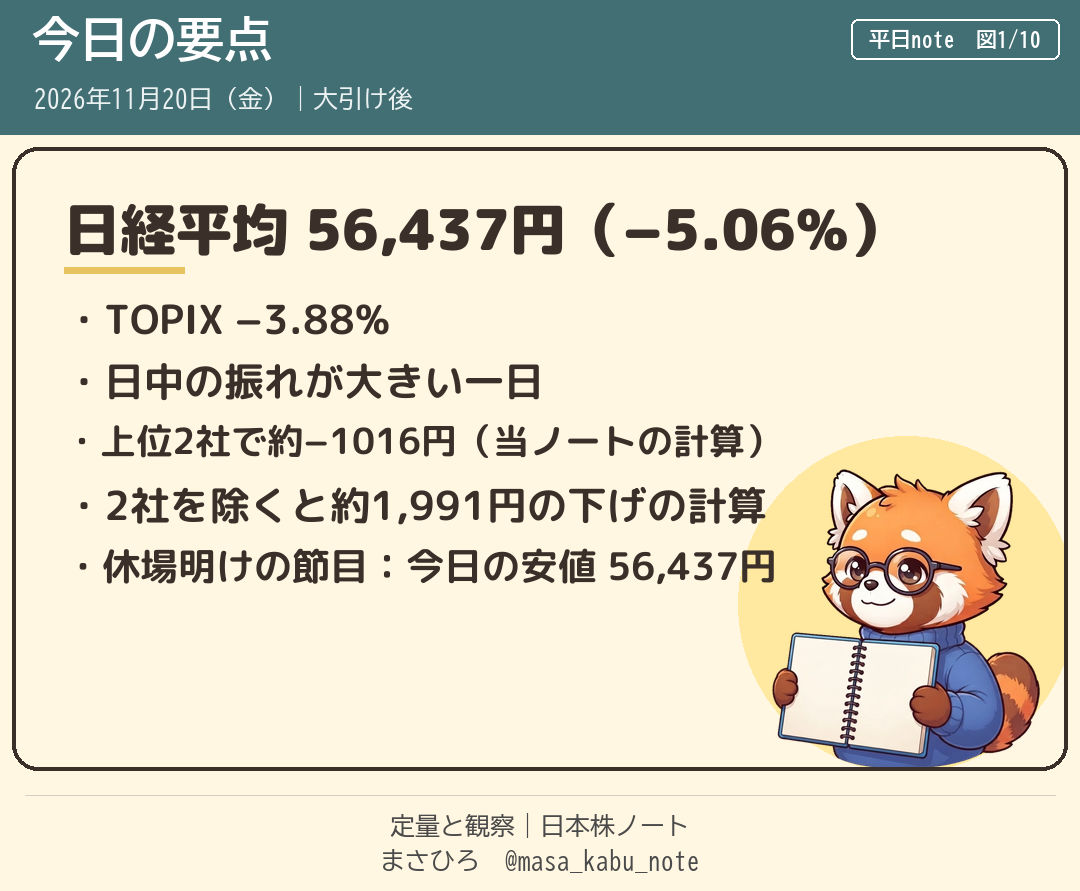 今日の要点
平日note 図1/10
2026年11月20日（金）｜大引け後
日経平均 56,437円（−5.06%）
・TOPIX −3.88%
・日中の振れが大きい一日
・上位2社で約−1016円（当ノートの計算）
・2社を除くと約1,991円の下げの計算
・休場明けの節目：今日の安値 56,437円
定量と観察｜日本株ノート
まさひろ @masa_kabu_note